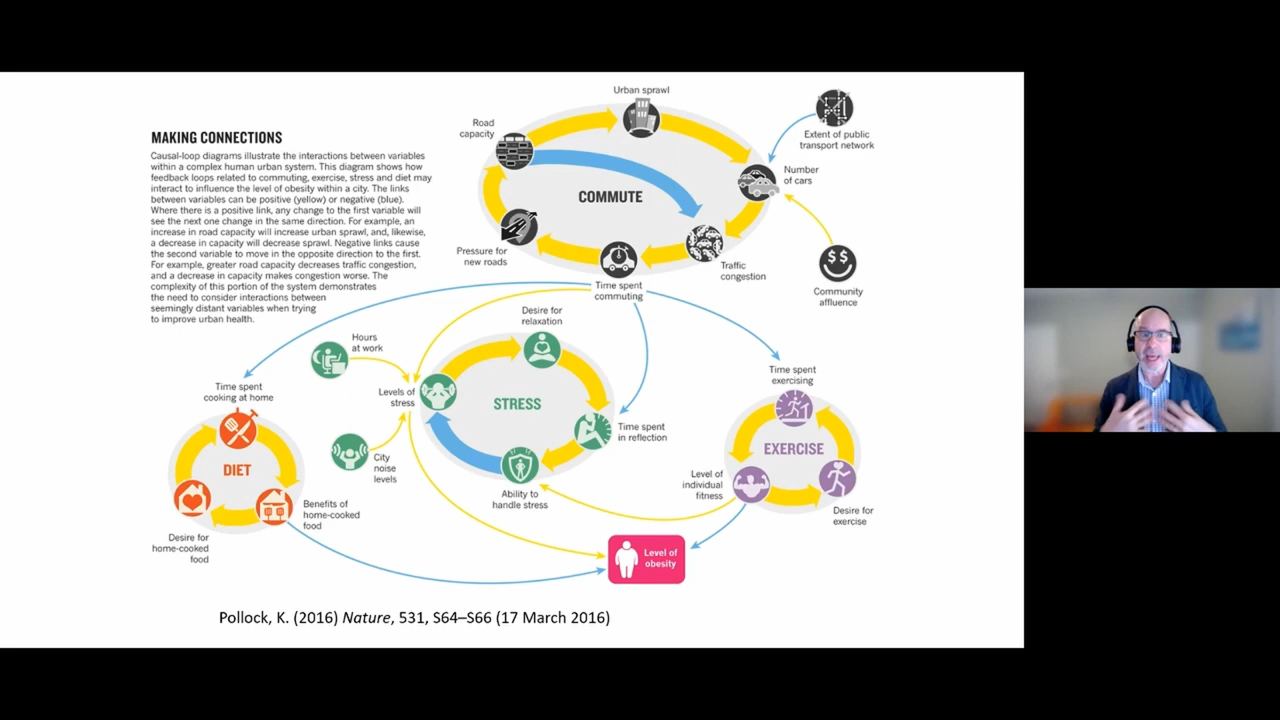 MAKING CONNECTIONS
Causal-loop diagrams illustrate the interactions between variables
within a complex human urban system. This diagram shows how
feedback loops related to commuting, exercise, stress and diet may
interact to influence the level of obesity within a city. The links
between variables can be positive (yellow) or negative (blue).
Where there is a positive link, any change to the first variable will
see the next one change in the same direction. For example, an
increase in road capacity will increase urban sprawl, and, likewise,
a decrease in capacity will decrease sprawl. Negative links cause
the second variable to move in the opposite direction to the first.
For example, greater road capacity decreases traffic congestion,
and a decrease in capacity makes congestion worse. The
complexity of this portion of the system demonstrates
the need to consider interactions between
seemingly distant variables when trying
to improve urban health.
Urban sprawl
Road
capacity
Extent of public
transport network
Number
of cars
COMMUTE
Pressure for
new roads
Traffic
congestion
$$
Community
affluence
Time spent
commuting
Desire for
relaxation
Hours
at work
Levels of
stress
STRESS
Time spent
in reflection
City
noise
levels
Ability to
handle stress
Time spent
cooking at home
DIET
Benefits of
home-cooked
food
Desire for
home-cooked
food
Time spent
exercising
EXERCISE
Level of
individual
fitness
Desire for
exercise
Level of
obesity
Pollock, K. (2016) Nature, 531, S64–S66 (17 March 2016)